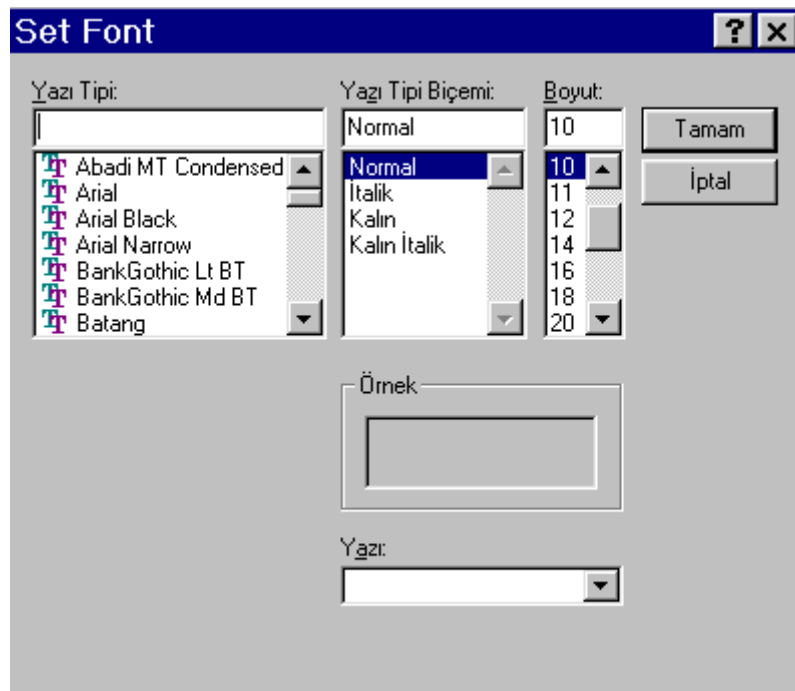 Set Font
Yazı Tipi:
Yazı Tipi Biçemi:
Boyut:
Normal
10
Tamam
İptal
Abadi MT Condensed
Arial
Arial Black
Arial Narrow
BankGothic Lt BT
BankGothic Md BT
Batang
Normal
İtalik
Kalın
Kalın İtalik
10
11
12
14
16
18
20
Örnek
Yazı: